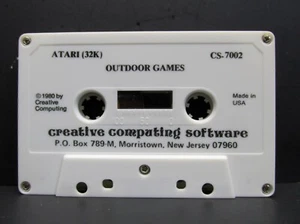 ATARI (32K) CS-7002
OUTDOOR GAMES
© 1980 by
Creative
Computing
Made in
USA
creative computing software
P.O. Box 789-M, Morristown, New Jersey 07960